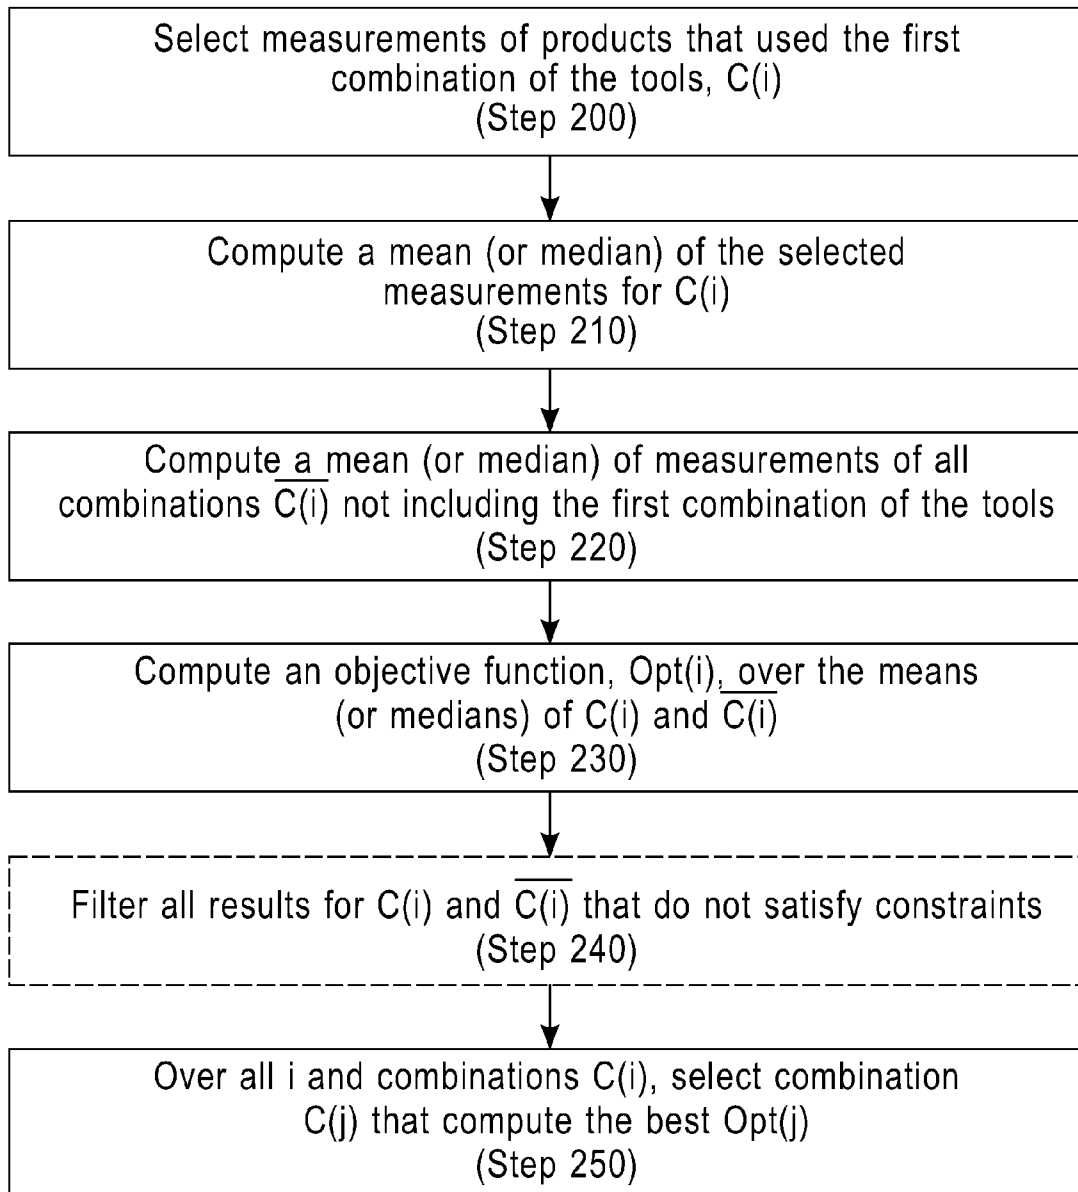 Select measurements of products that used the first
combination of the tools, C(i)
(Step 200)
Compute a mean (or median) of the selected
measurements for C(i)
(Step 210)
Compute a mean (or median) of measurements of all
combinations C̅(̅i̅)̅ not including the first combination of the tools
(Step 220)
Compute an objective function, Opt(i), over the means
(or medians) of C(i) and C̅(̅i̅)̅
(Step 230)
Filter all results for C(i) and C̅(̅i̅)̅ that do not satisfy constraints
(Step 240)
Over all i and combinations C(i), select combination
C(j) that compute the best Opt(j)
(Step 250)